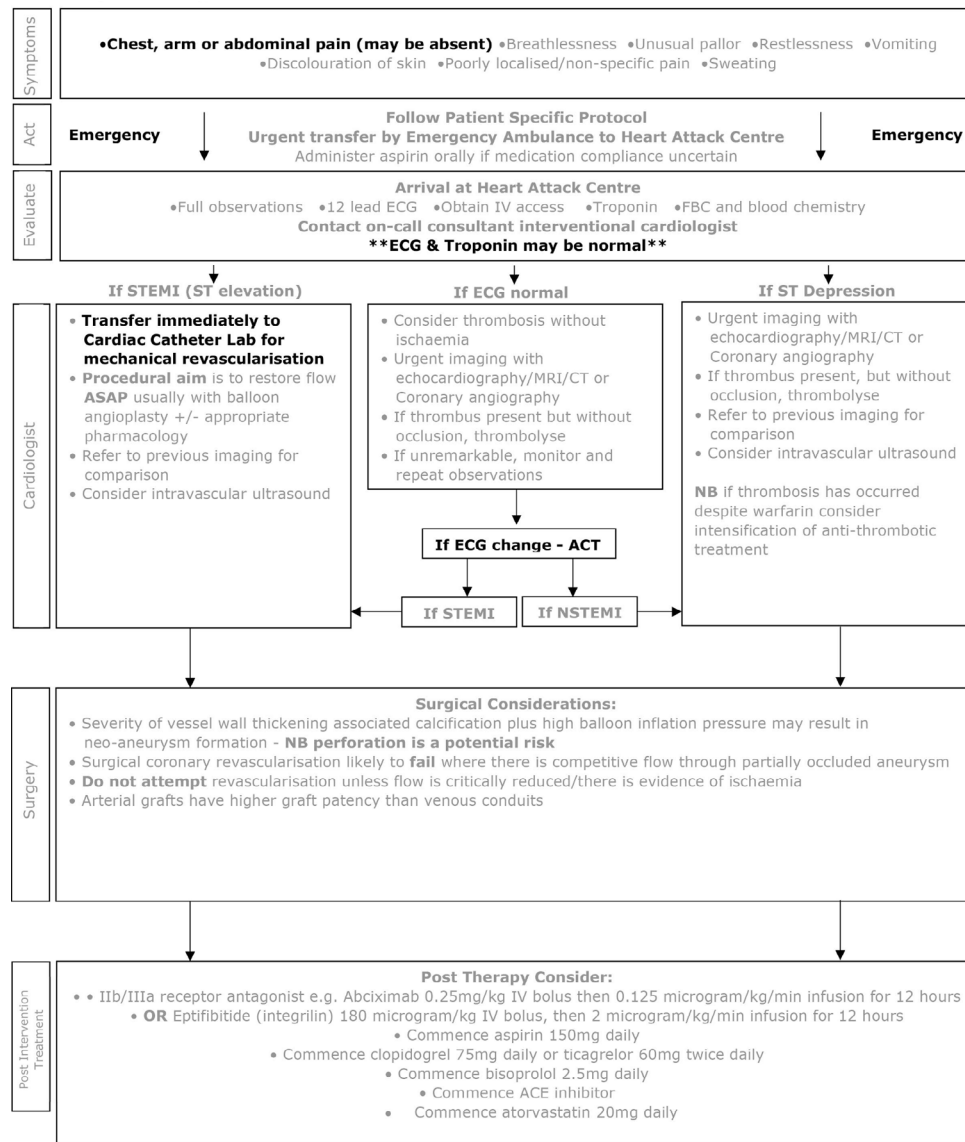 Symptoms
•Chest, arm or abdominal pain (may be absent) •Breathlessness •Unusual pallor •Restlessness •Vomiting
•Discolouration of skin •Poorly localised/non-specific pain •Sweating
Act
Emergency
Follow Patient Specific Protocol
Urgent transfer by Emergency Ambulance to Heart Attack Centre
Administer aspirin orally if medication compliance uncertain
Emergency
Evaluate
Arrival at Heart Attack Centre
•Full observations •12 lead ECG •Obtain IV access •Troponin •FBC and blood chemistry
Contact on-call consultant interventional cardiologist
**ECG & Troponin may be normal**
Cardiologist
If STEMI (ST elevation)
• Transfer immediately to
Cardiac Catheter Lab for
mechanical revascularisation
• Procedural aim is to restore flow
ASAP usually with balloon
angioplasty +/- appropriate
pharmacology
• Refer to previous imaging for
comparison
• Consider intravascular ultrasound
If ECG normal
• Consider thrombosis without
ischaemia
• Urgent imaging with
echocardiography/MRI/CT or
Coronary angiography
• If thrombus present but without
occlusion, thrombolyse
• If unremarkable, monitor and
repeat observations
If ECG change - ACT
If STEMI
If NSTEMI
If ST Depression
• Urgent imaging with
echocardiography/MRI/CT or
Coronary angiography
• If thrombus present, but without
occlusion, thrombolyse
• Refer to previous imaging for
comparison
• Consider intravascular ultrasound
NB if thrombosis has occurred
despite warfarin consider
intensification of anti-thrombotic
treatment
Surgery
Surgical Considerations:
• Severity of vessel wall thickening associated calcification plus high balloon inflation pressure may result in
neo-aneurysm formation - NB perforation is a potential risk
• Surgical coronary revascularisation likely to fail where there is competitive flow through partially occluded aneurysm
• Do not attempt revascularisation unless flow is critically reduced/there is evidence of ischaemia
• Arterial grafts have higher graft patency than venous conduits
Post Intervention
Treatment
Post Therapy Consider:
• • IIb/IIIa receptor antagonist e.g. Abciximab 0.25mg/kg IV bolus then 0.125 microgram/kg/min infusion for 12 hours
• OR Eptifibitide (integrilin) 180 microgram/kg IV bolus, then 2 microgram/kg/min infusion for 12 hours
• Commence aspirin 150mg daily
• Commence clopidogrel 75mg daily or ticagrelor 60mg twice daily
• Commence bisoprolol 2.5mg daily
• Commence ACE inhibitor
• Commence atorvastatin 20mg daily